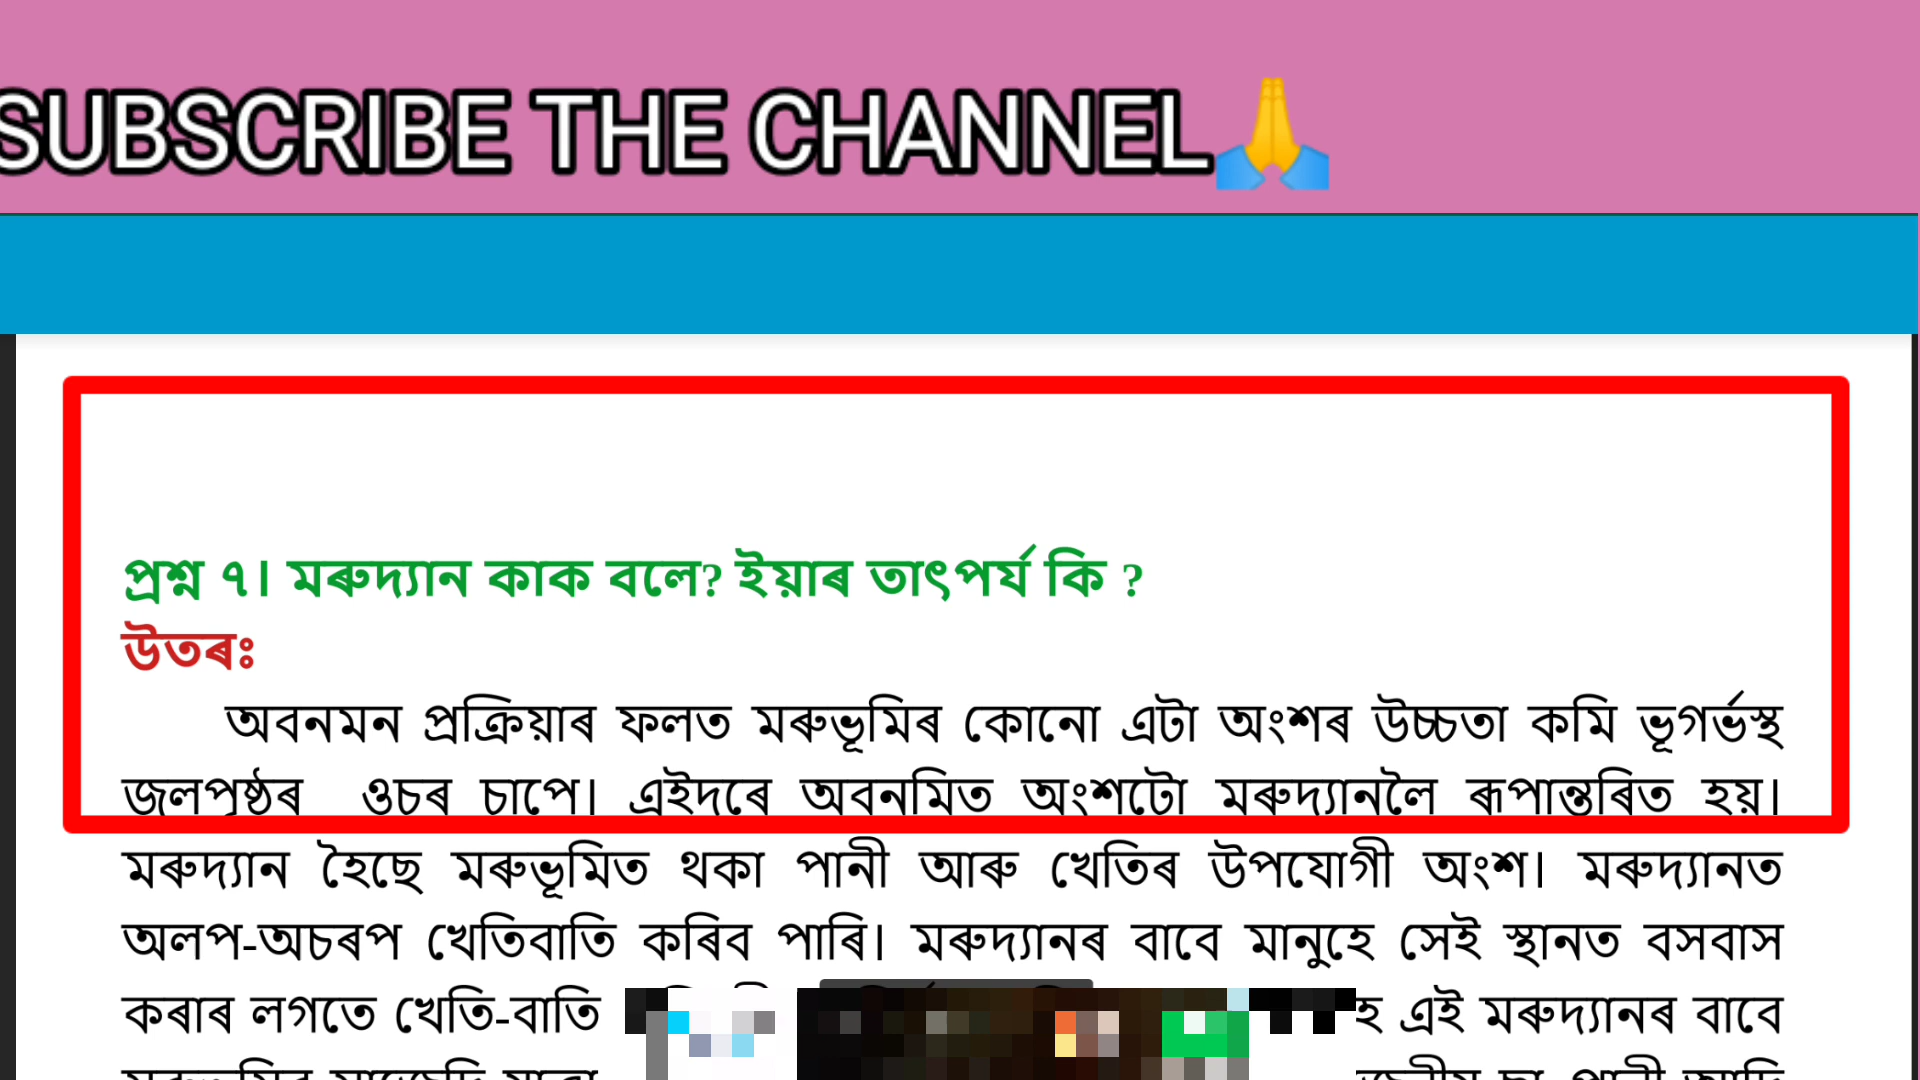 SUBSCRIBE THE CHANNEL🙏
প্ৰশ্ন ৭। মৰুদ্যান কাক বলে? ইয়াৰ তাৎপৰ্য কি ?
উতৰঃ
অবনমন প্ৰক্ৰিয়াৰ ফলত মৰুভূমিৰ কোনো এটা অংশৰ উচ্চতা কমি ভূগৰ্ভস্থ
জলপৃষ্ঠৰ ওচৰ চাপে। এইদৰে অবনমিত অংশটো মৰুদ্যানলৈ ৰূপান্তৰিত হয়।
মৰুদ্যান হৈছে মৰুভূমিত থকা পানী আৰু খেতিৰ উপযোগী অংশ। মৰুদ্যানত
অলপ-অচৰপ খেতিবাতি কৰিব পাৰি। মৰুদ্যানৰ বাবে মানুহে সেই স্থানত বসবাস
কৰাৰ লগতে খেতি-বাতি এই মৰুদ্যানৰ বাবে